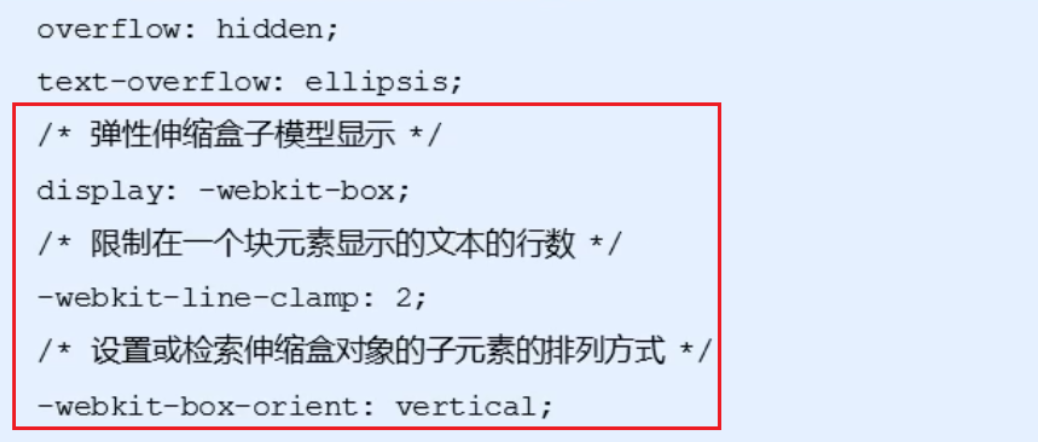 overflow: hidden;
text-overflow: ellipsis;
/* 弹性伸缩盒子模型显示 */
display: -webkit-box;
/* 限制在一个块元素显示的文本的行数 */
-webkit-line-clamp: 2;
/* 设置或检索伸缩盒对象的子元素的排列方式 */
-webkit-box-orient: vertical;